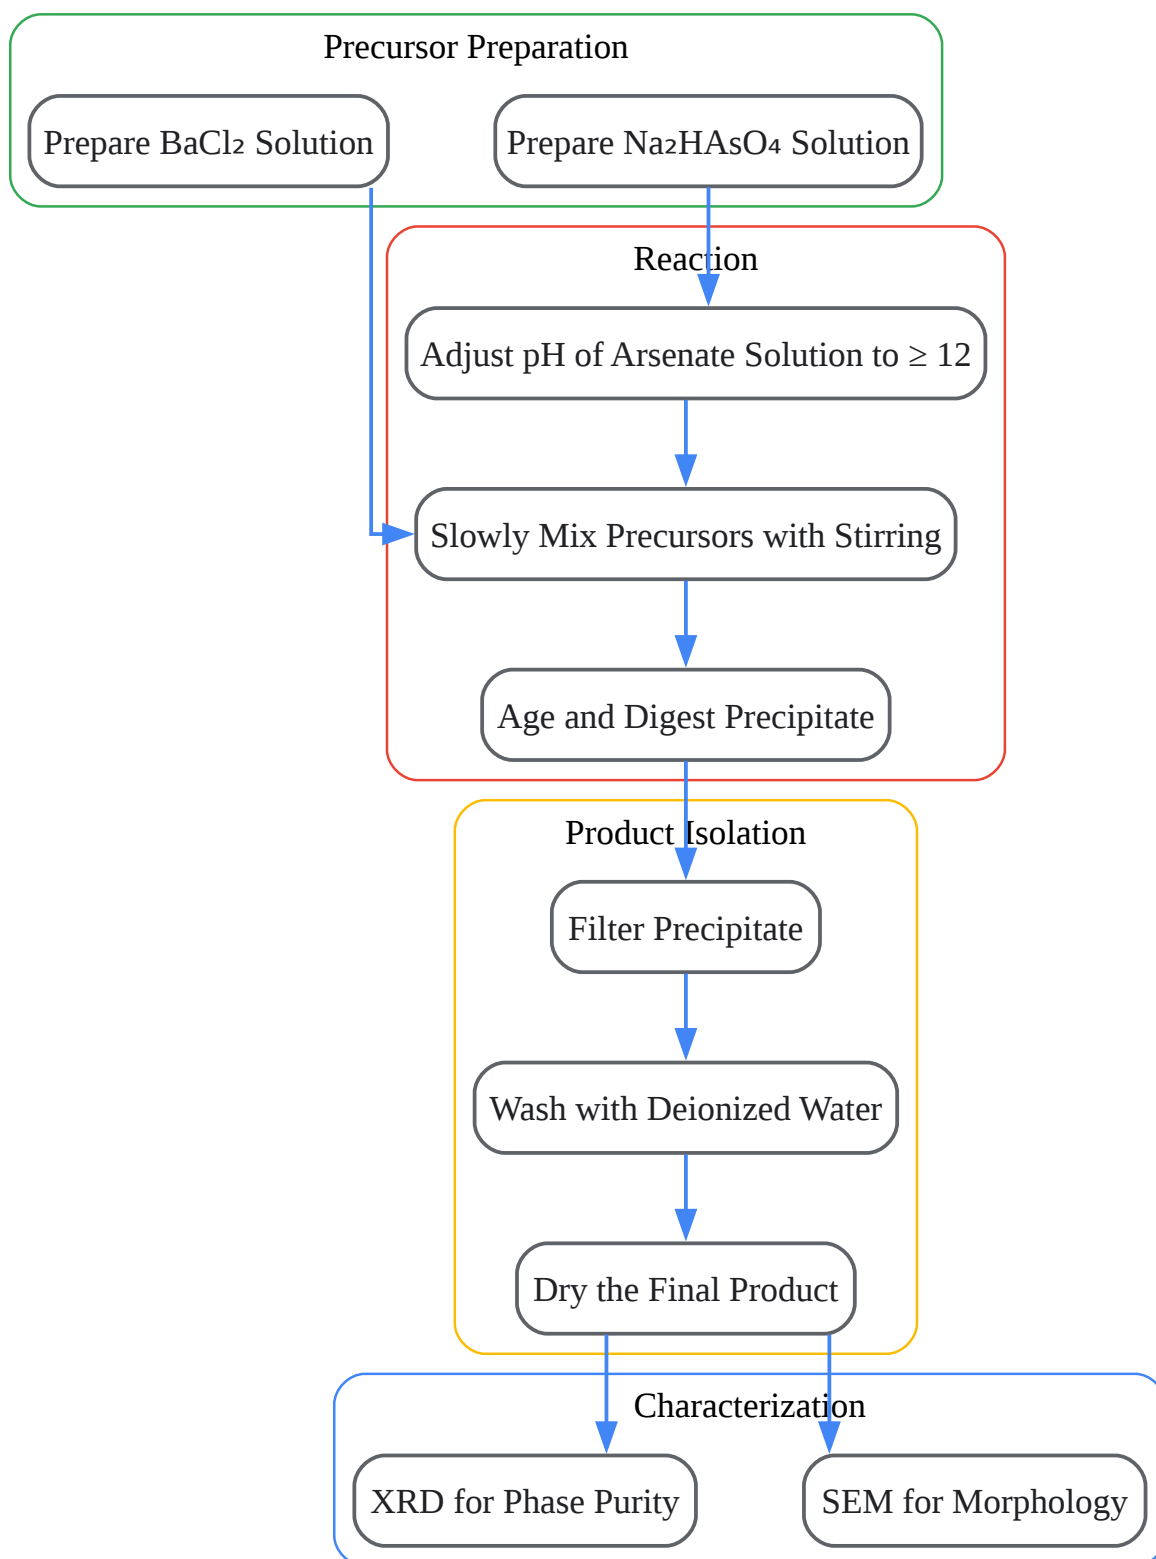 Precursor Preparation
Prepare BaCl₂ Solution
Prepare Na₂HAsO₄ Solution
Reaction
Adjust pH of Arsenate Solution to ≥ 12
Slowly Mix Precursors with Stirring
Age and Digest Precipitate
Product Isolation
Filter Precipitate
Wash with Deionized Water
Dry the Final Product
Characterization
XRD for Phase Purity
SEM for Morphology